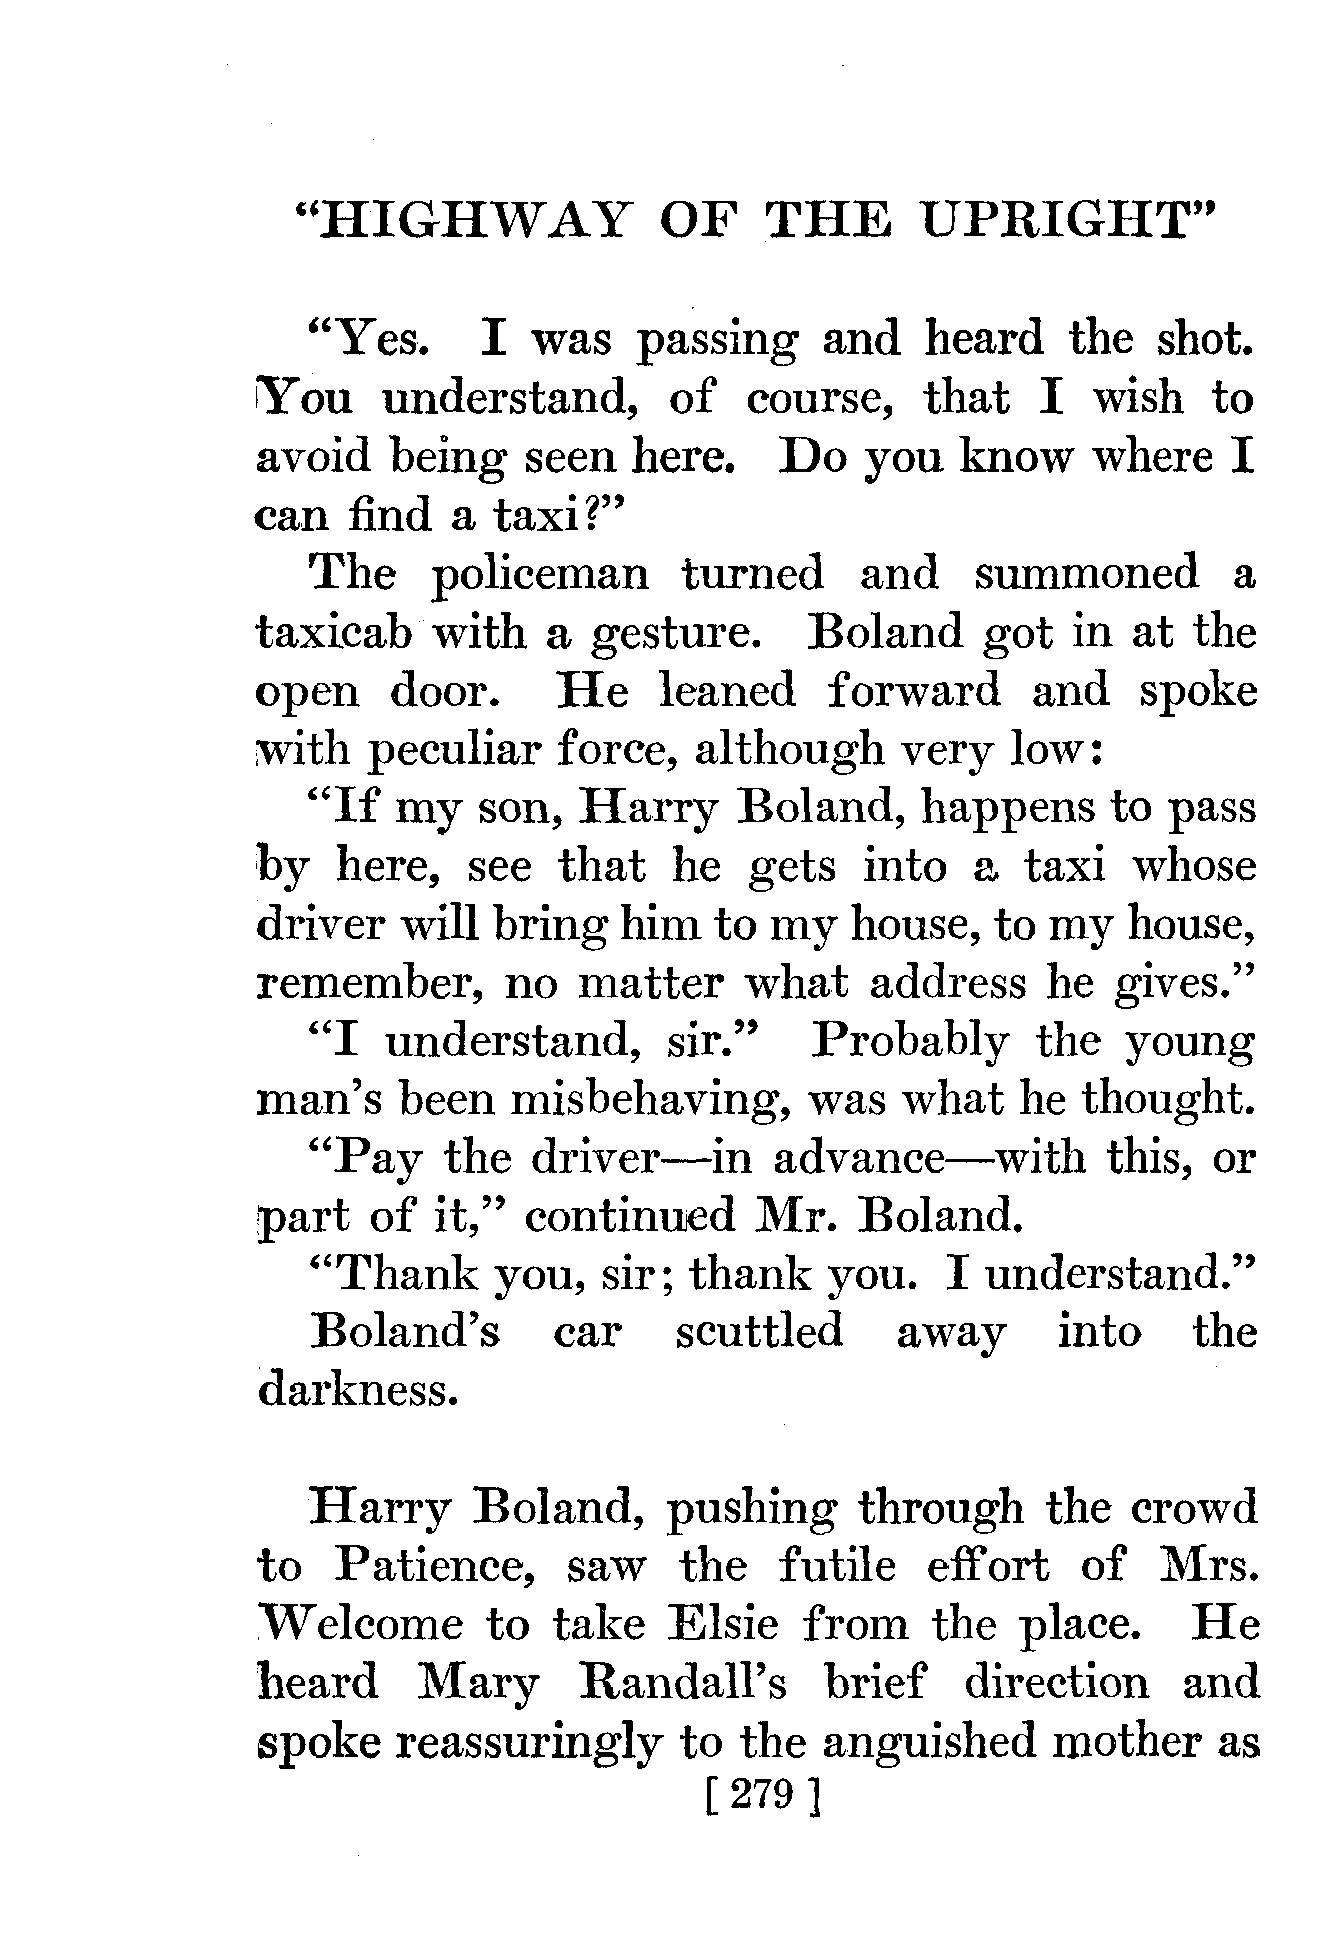 “HIGHWAY OF THE UPRIGHT”
“Yes. I was passing and heard the shot.
You understand, of course, that I wish to
avoid being seen here. Do you know where I
can find a taxi?”
The policeman turned and summoned a
taxicab with a gesture. Boland got in at the
open door. He leaned forward and spoke
with peculiar force, although very low:
“If my son, Harry Boland, happens to pass
by here, see that he gets into a taxi whose
driver will bring him to my house, to my house,
remember, no matter what address he gives.”
“I understand, sir.” Probably the young
man’s been misbehaving, was what he thought.
“Pay the driver—in advance—with this, or
part of it,” continued Mr. Boland.
“Thank you, sir; thank you. I understand.”
Boland’s car scuttled away into the
darkness.
Harry Boland, pushing through the crowd
to Patience, saw the futile effort of Mrs.
Welcome to take Elsie from the place. He
heard Mary Randall’s brief direction and
spoke reassuringly to the anguished mother as
[ 279 ]